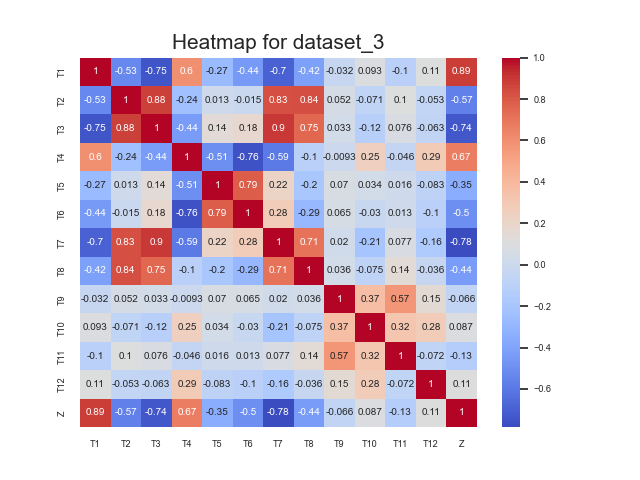 Heatmap for dataset_3
T1 1 -0.53 -0.75 0.6 -0.27 -0.44 -0.7 -0.42 -0.032 0.093 -0.1 0.11 0.89
T2 -0.53 1 0.88 -0.24 0.013 -0.015 0.83 0.84 0.052 -0.071 0.1 -0.053 -0.57
T3 -0.75 0.88 1 -0.44 0.14 0.18 0.9 0.75 0.033 -0.12 0.076 -0.063 -0.74
T4 0.6 -0.24 -0.44 1 -0.51 -0.76 -0.59 -0.1 -0.0093 0.25 -0.046 0.29 0.67
T5 -0.27 0.013 0.14 -0.51 1 0.79 0.22 -0.2 0.07 0.034 0.016 -0.083 -0.35
T6 -0.44 -0.015 0.18 -0.76 0.79 1 0.28 -0.29 0.065 -0.03 0.013 -0.1 -0.5
T7 -0.7 0.83 0.9 -0.59 0.22 0.28 1 0.71 0.02 -0.21 0.077 -0.16 -0.78
T8 -0.42 0.84 0.75 -0.1 -0.2 -0.29 0.71 1 0.036 -0.075 0.14 -0.036 -0.44
T9 -0.032 0.052 0.033 -0.0093 0.07 0.065 0.02 0.036 1 0.37 0.57 0.15 -0.066
T10 0.093 -0.071 -0.12 0.25 0.034 -0.03 -0.21 -0.075 0.37 1 0.32 0.28 0.087
T11 -0.1 0.1 0.076 -0.046 0.016 0.013 0.077 0.14 0.57 0.32 1 -0.072 -0.13
T12 0.11 -0.053 -0.063 0.29 -0.083 -0.1 -0.16 -0.036 0.15 0.28 -0.072 1 0.11
Z 0.89 -0.57 -0.74 0.67 -0.35 -0.5 -0.78 -0.44 -0.066 0.087 -0.13 0.11 1
T1 T2 T3 T4 T5 T6 T7 T8 T9 T10 T11 T12 Z
1.0
0.8
0.6
0.4
0.2
0.0
−0.2
−0.4
−0.6